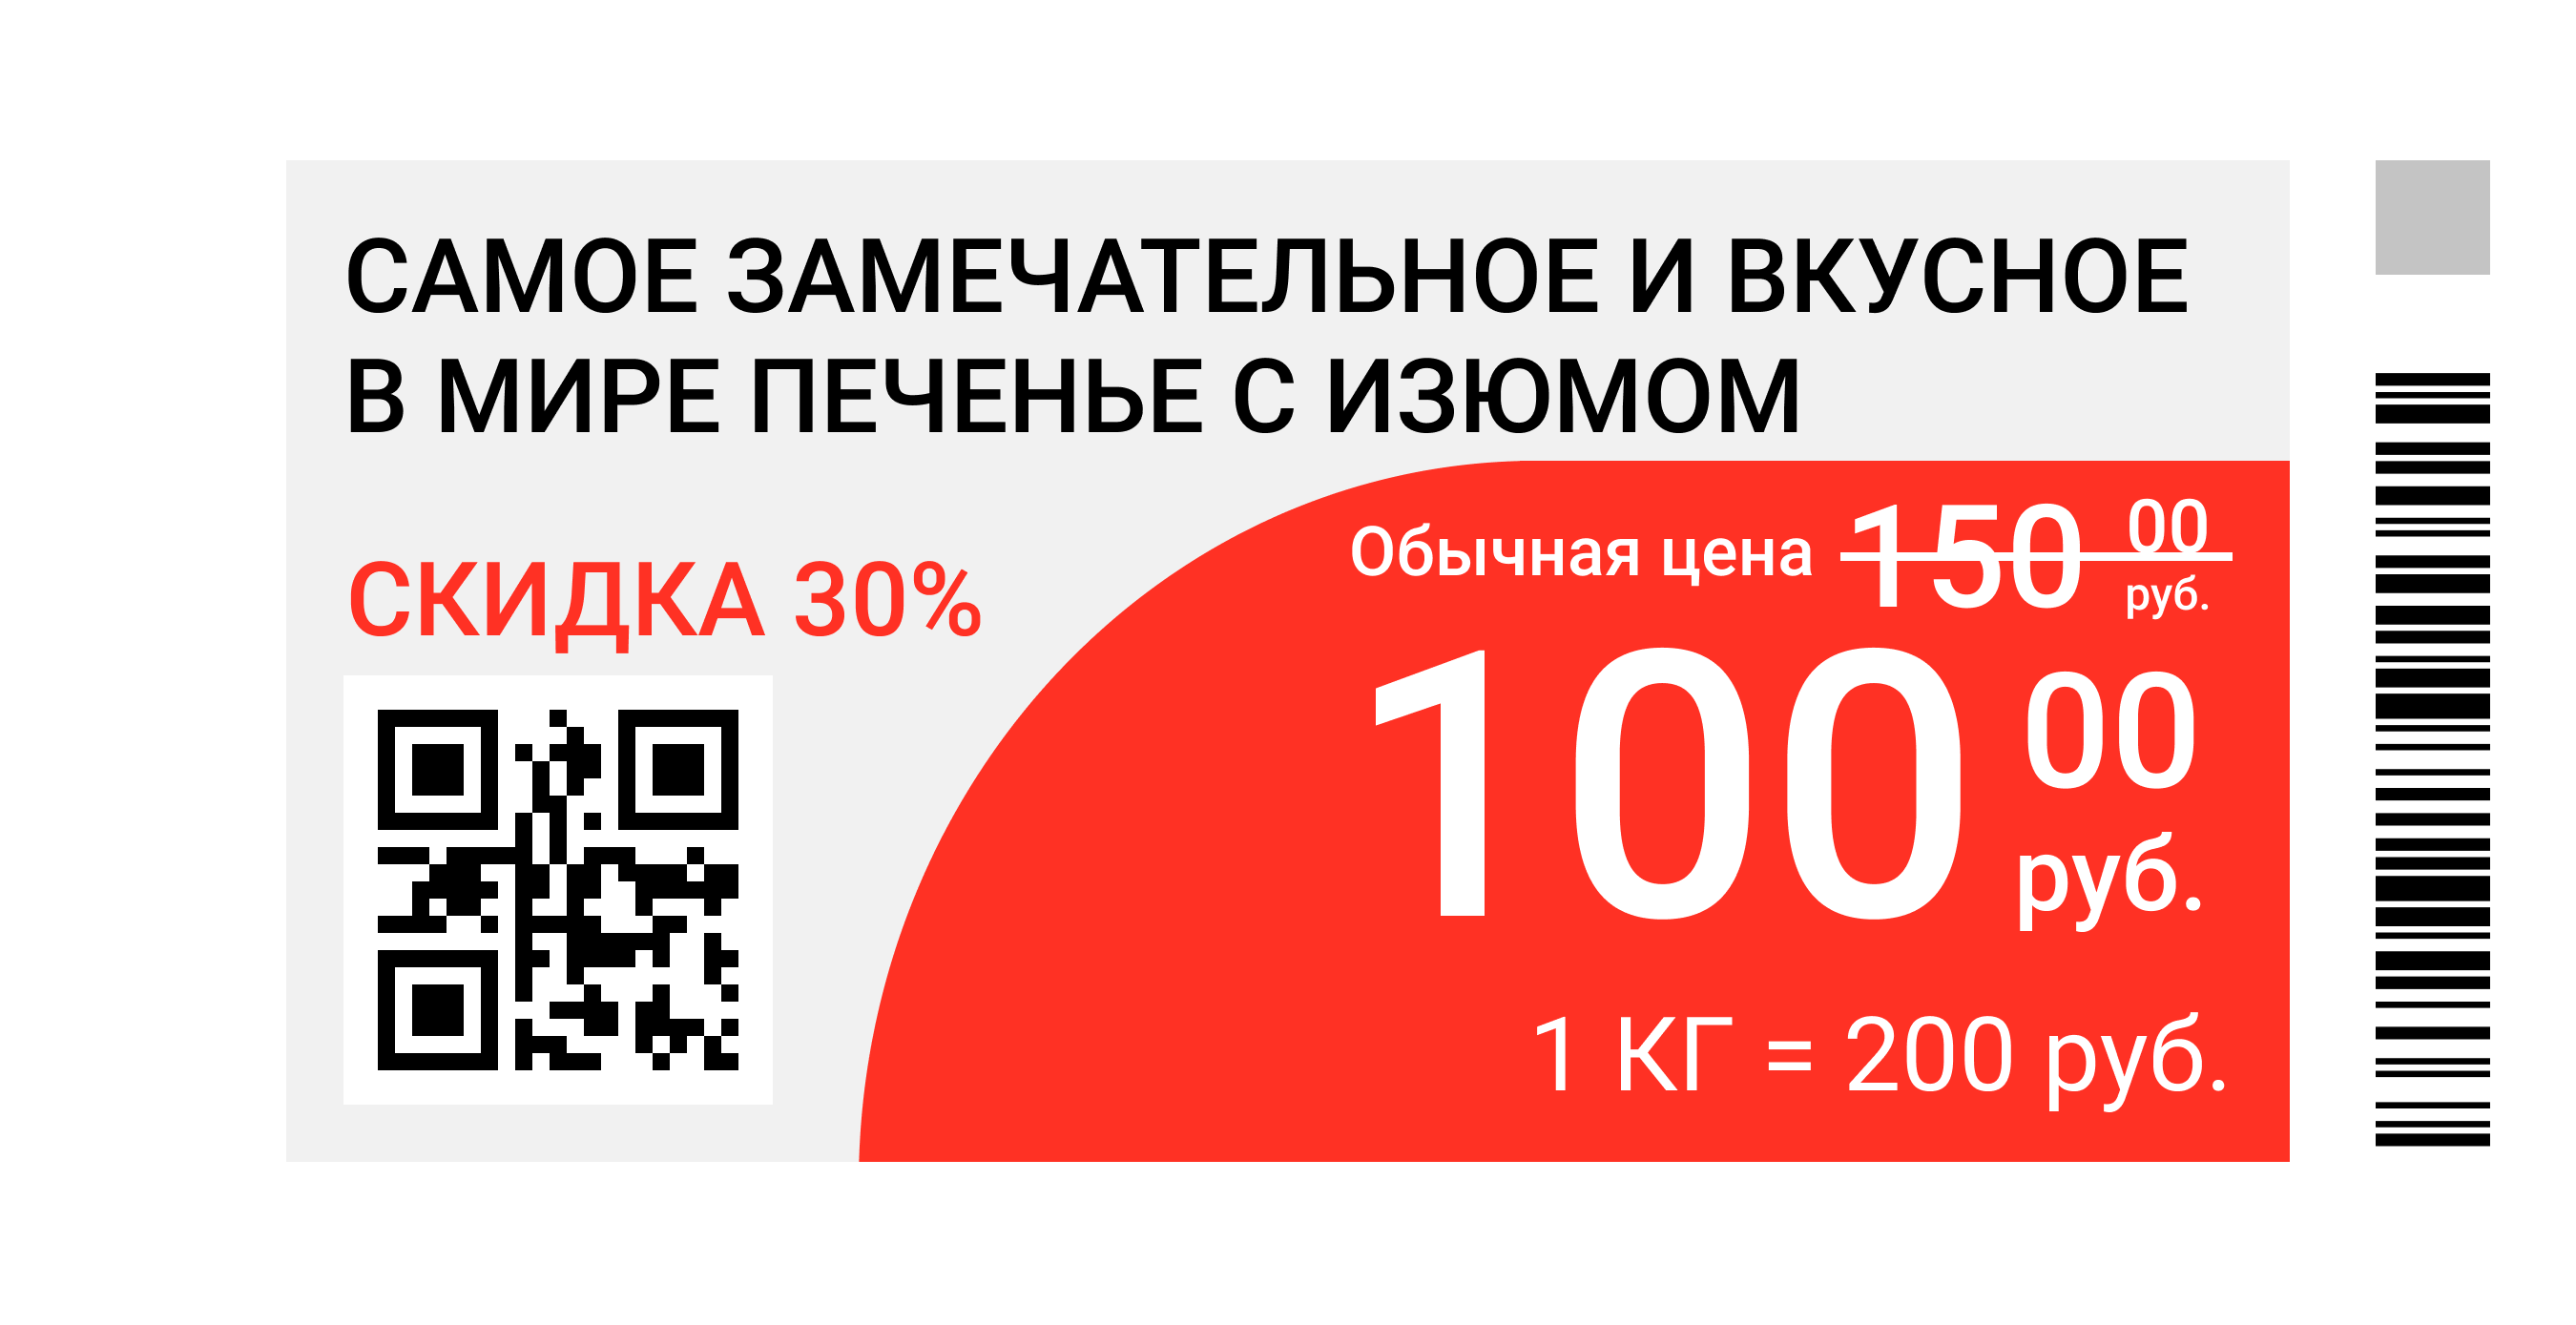 САМОЕ ЗАМЕЧАТЕЛЬНОЕ И ВКУСНОЕ
В МИРЕ ПЕЧЕНЬЕ С ИЗЮМОМ
СКИДКА 30%
Обычная цена 150 00 руб.
100 00 руб.
1 КГ = 200 руб.